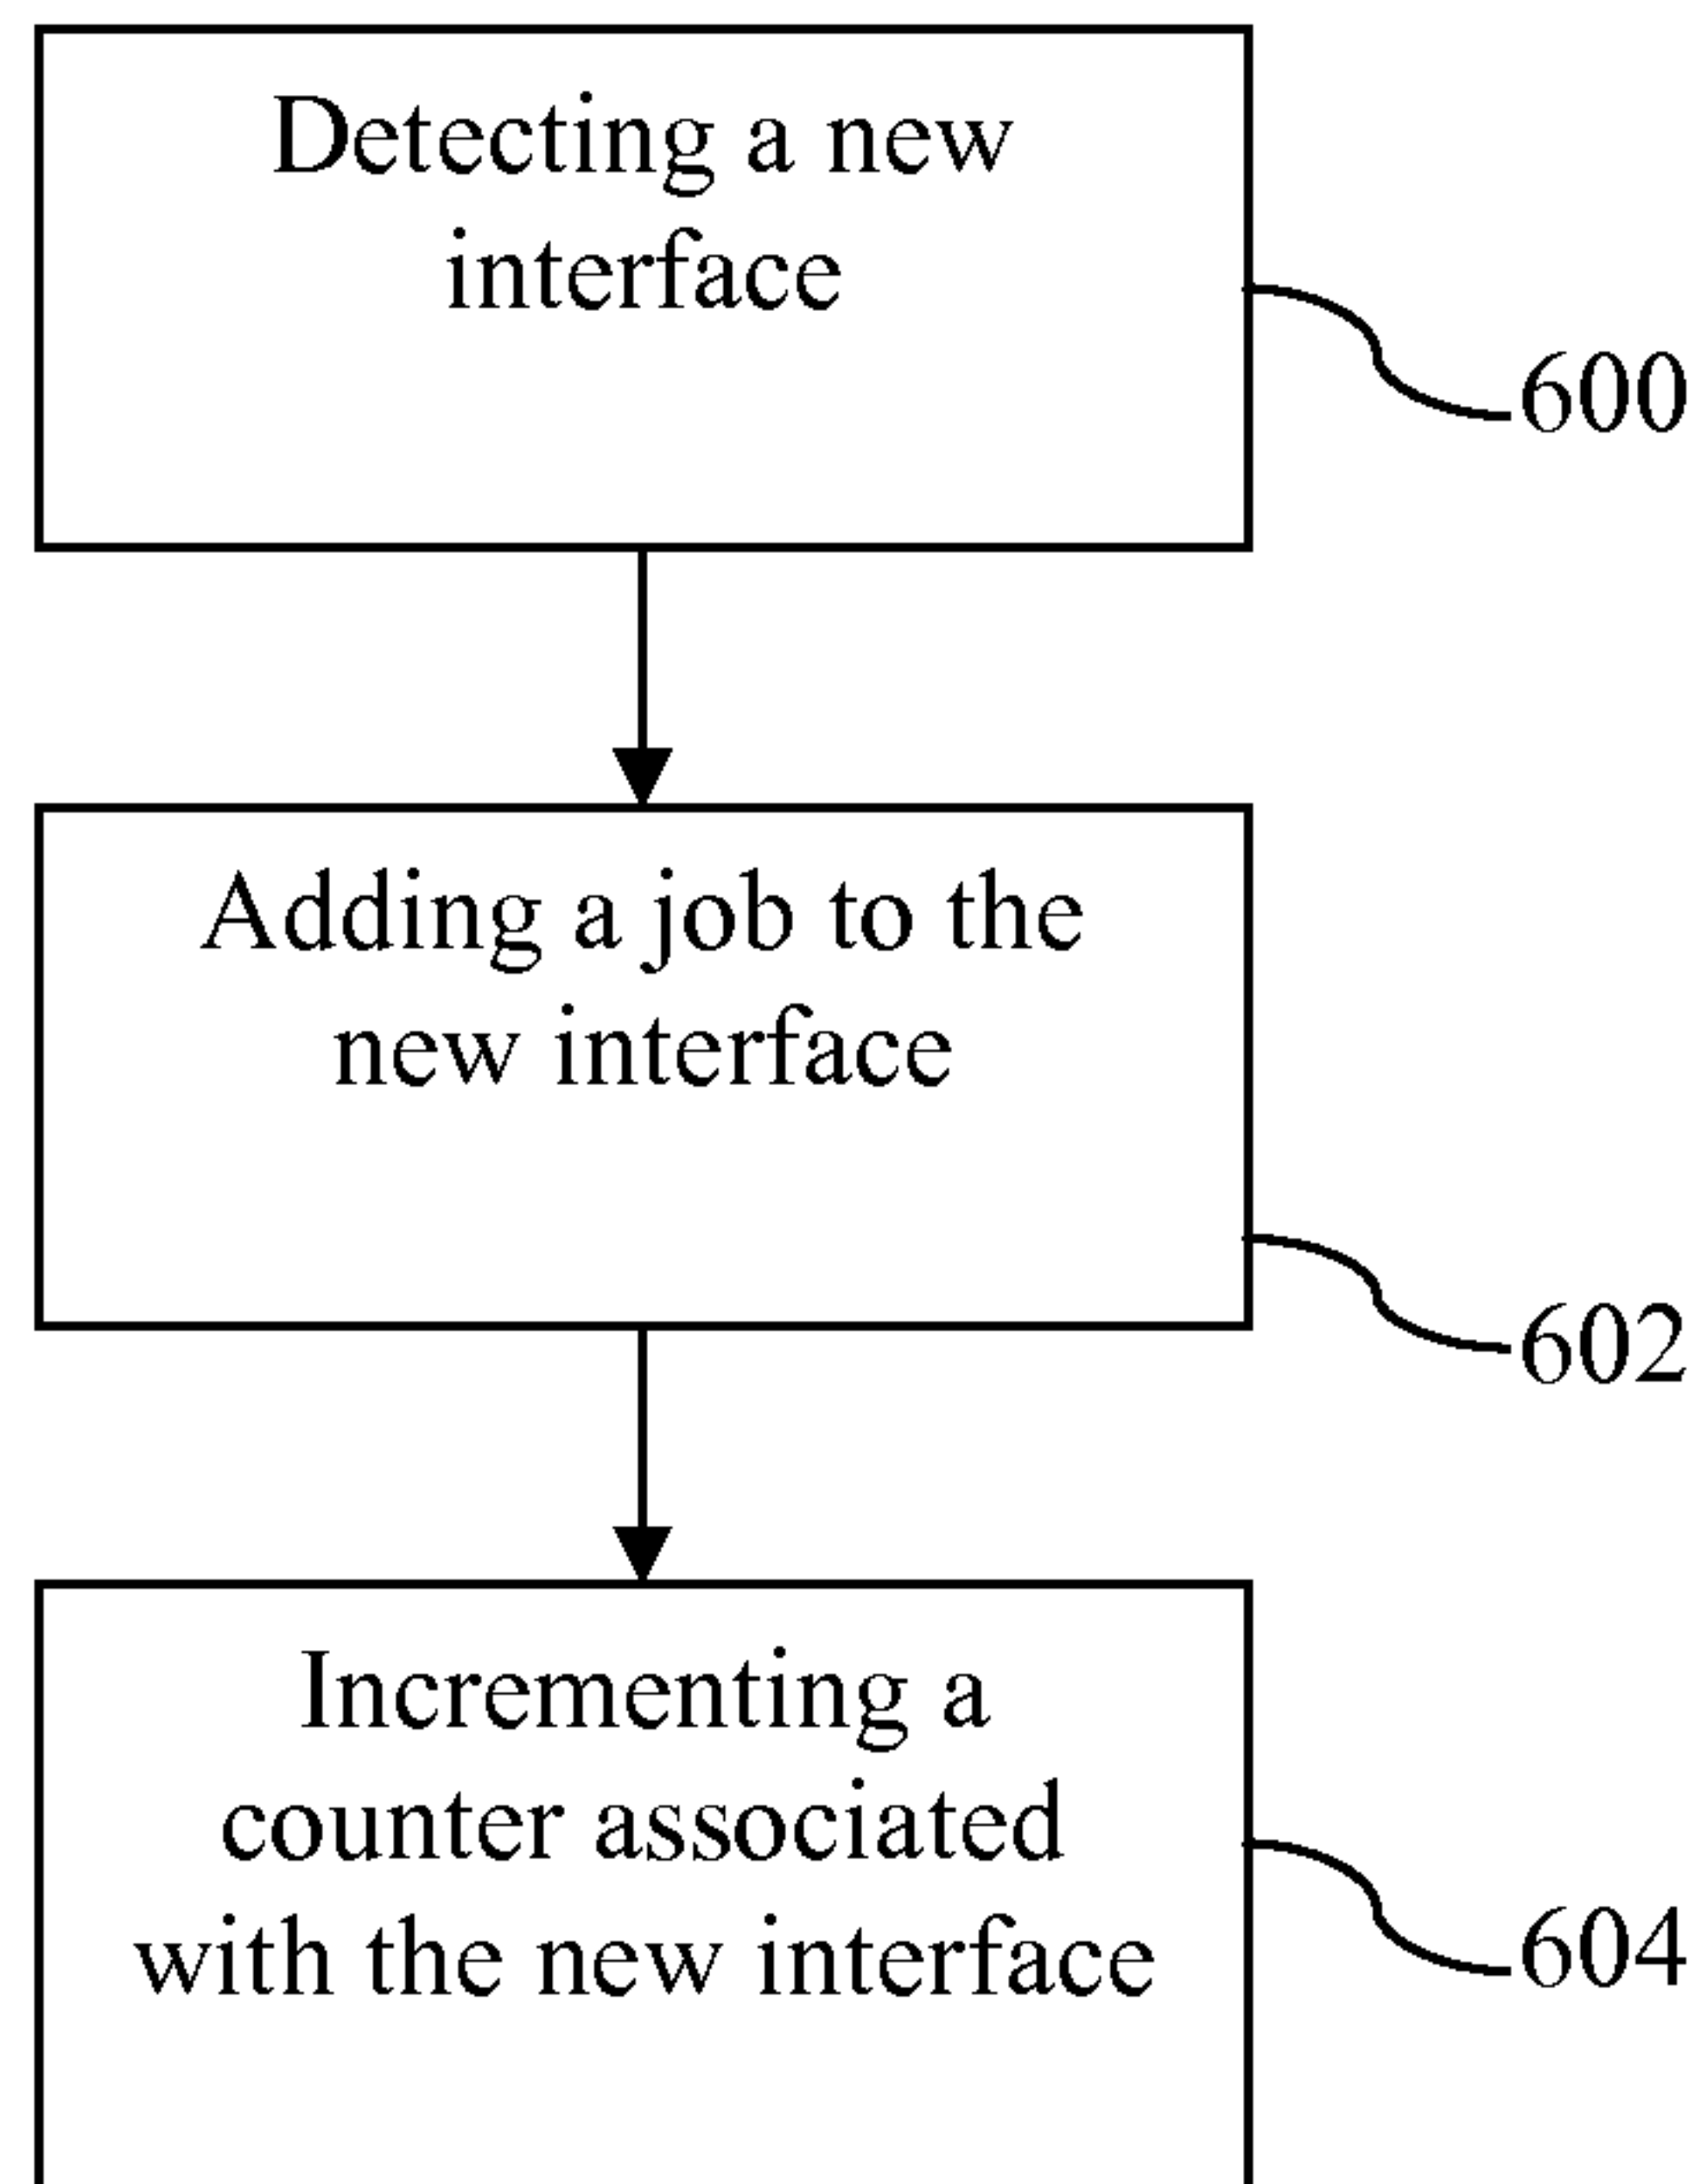 Detecting a new
interface
600
Adding a job to the
new interface
602
Incrementing a
counter associated
with the new interface
604